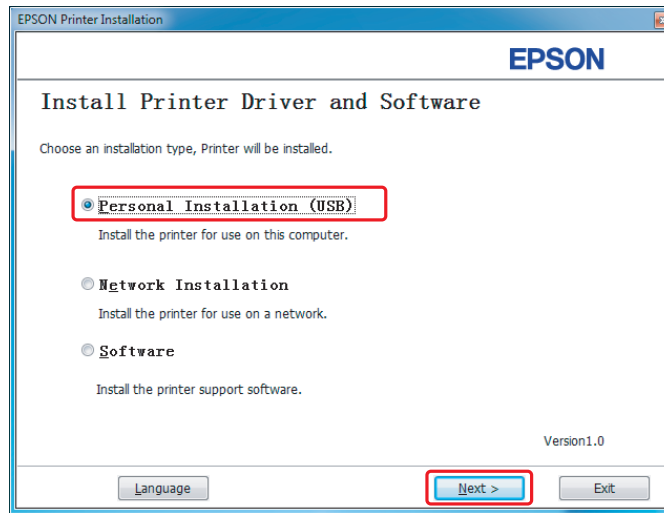 EPSON Printer Installation
EPSON
Install Printer Driver and Software
Choose an installation type, Printer will be installed.
Personal Installation (USB)
Install the printer for use on this computer.
Network Installation
Install the printer for use on a network.
Software
Install the printer support software.
Version1.0
Language Next > Exit